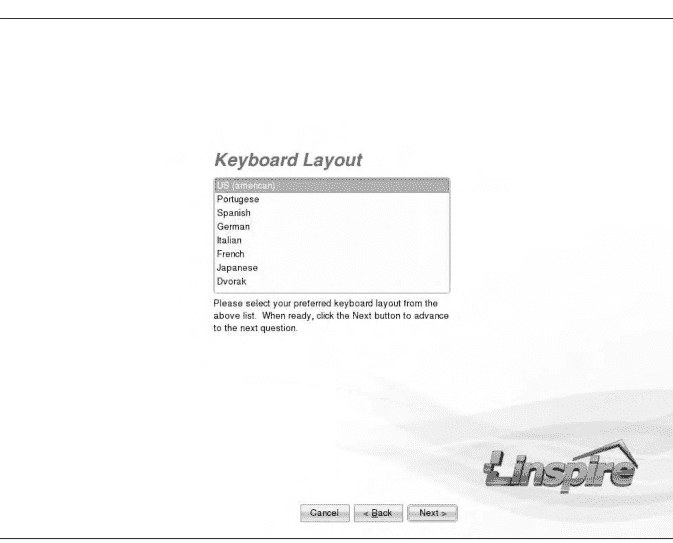 Keyboard Layout
US (american)
Portugese
Spanish
German
Italian
French
Japanese
Dvorak
Please select your preferred keyboard layout from the
above list. When ready, click the Next button to advance
to the next question.
Linspire
Cancel
< Back
Next >